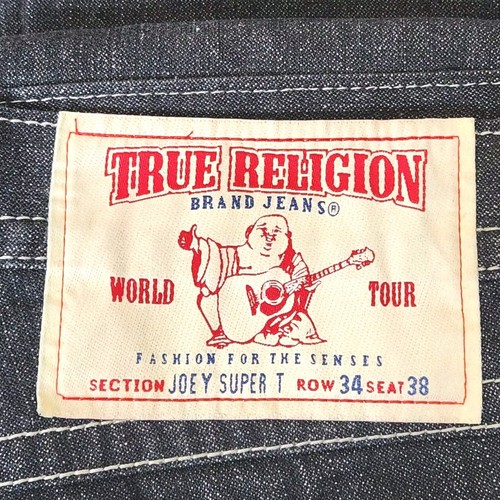 TRUE RELIGION
BRAND JEANS®
WORLD TOUR
FASHION FOR THE SENSES
SECTION JOEY SUPER T ROW 34 SEAT 38